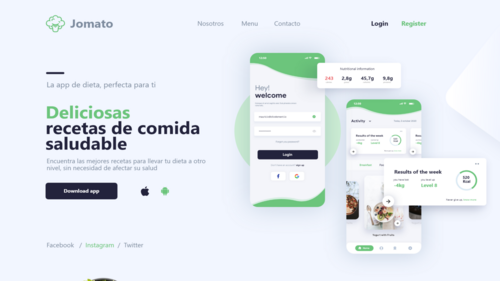 Jomato
Nosotros
Menu
Contacto
Login
Register
La app de dieta, perfecta para ti
Deliciosas
recetas de comida
saludable
Encuentra las mejores recetas para llevar tu dieta a otro
nivel, sin necesidad de afectar su salud
Download app
Facebook / Instagram / Twitter
Hey!
welcome
Login
Nutritional information
240 2,8g 45,7g 9,8g
Activity
Results of the week
Results of the week
-4kg Level 4